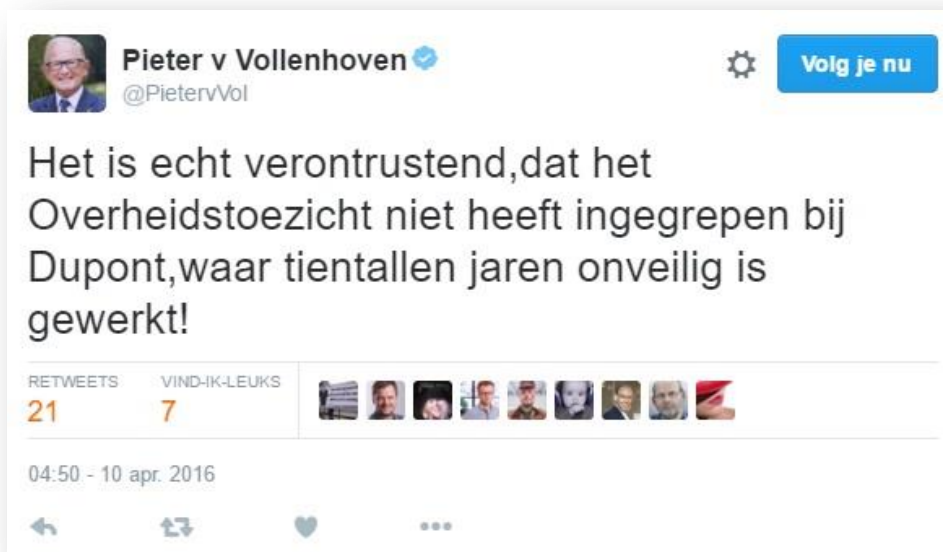 Pieter v Vollenhoven
@PietervVol
Volg je nu
Het is echt verontrustend,dat het
Overheidstoezicht niet heeft ingegrepen bij
Dupont,waar tientallen jaren onveilig is
gewerkt!
RETWEETS VIND-IK-LEUKS
21 7
04:50 - 10 apr. 2016